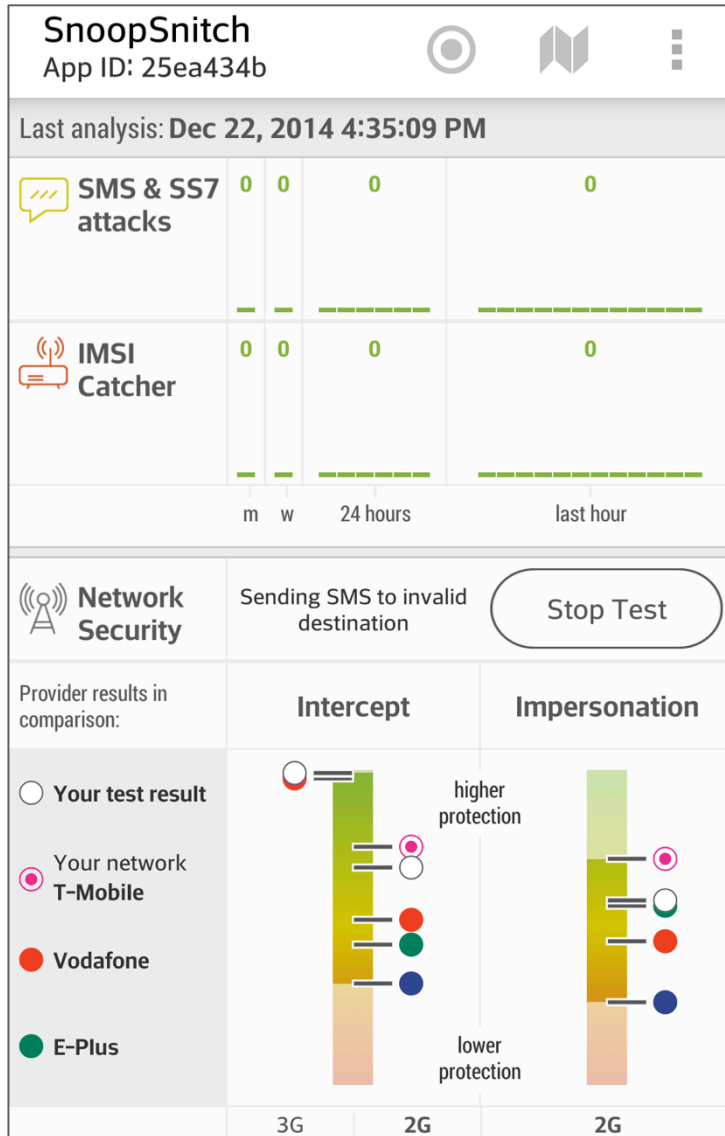 SnoopSnitch
App ID: 25ea434b
Last analysis: Dec 22, 2014 4:35:09 PM
SMS & SS7
attacks
0 0 0 0
IMSI
Catcher
0 0 0 0
m w 24 hours last hour
Network
Security
Sending SMS to invalid
destination
Stop Test
Provider results in
comparison:
Intercept
Impersonation
Your test result
Your network
T-Mobile
Vodafone
E-Plus
higher
protection
lower
protection
3G 2G 2G